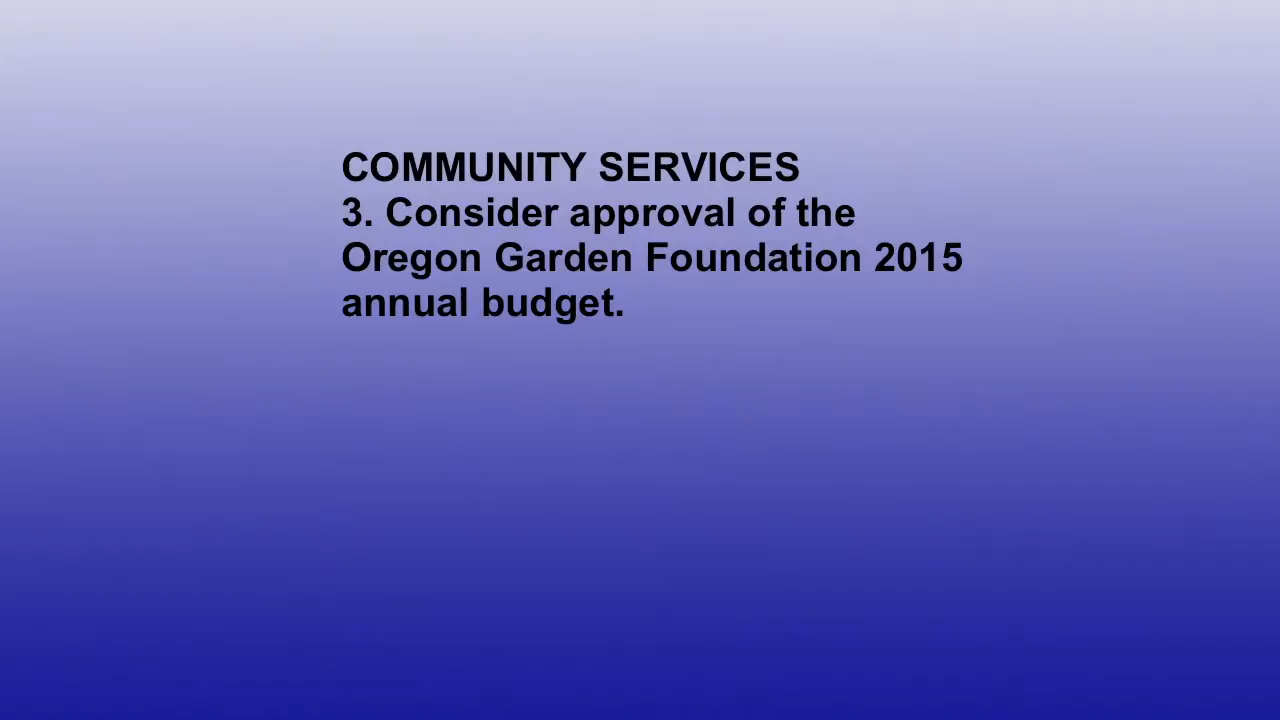 COMMUNITY SERVICES
3. Consider approval of the
Oregon Garden Foundation 2015
annual budget.